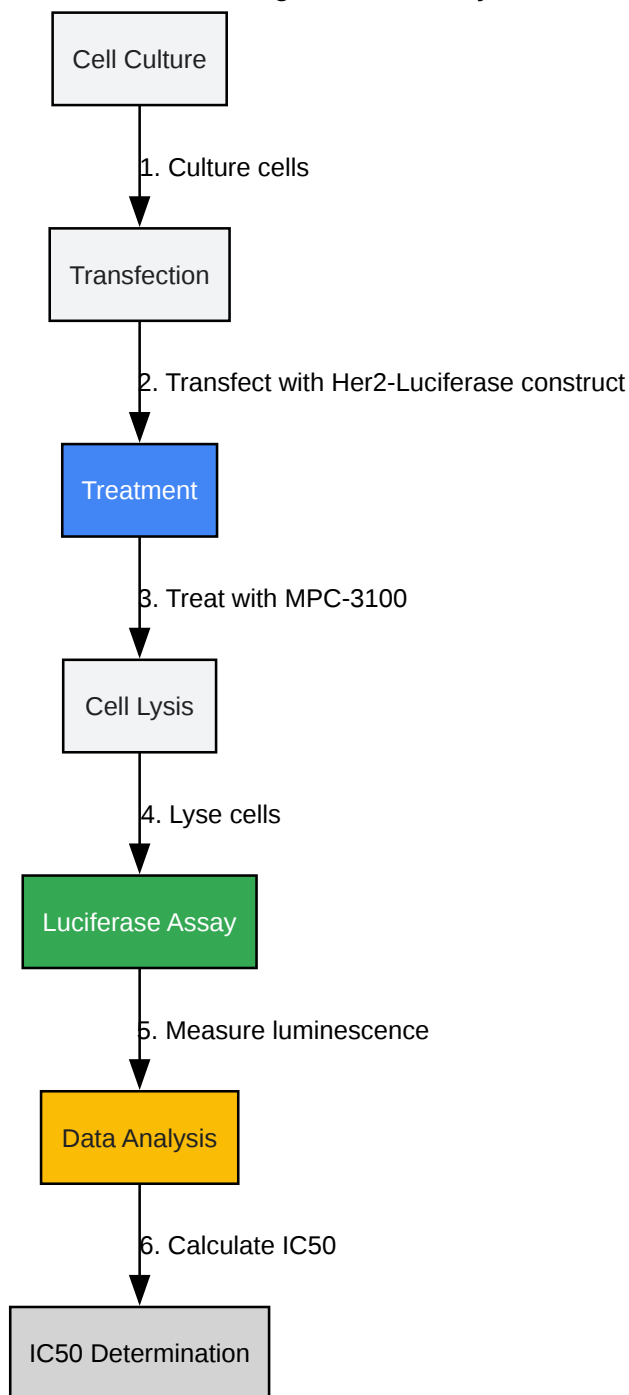 Cell Culture
1. Culture cells
Transfection
2. Transfect with Her2-Luciferase construct
Treatment
3. Treat with MPC-3100
Cell Lysis
4. Lyse cells
Luciferase Assay
5. Measure luminescence
Data Analysis
6. Calculate IC50
IC50 Determination